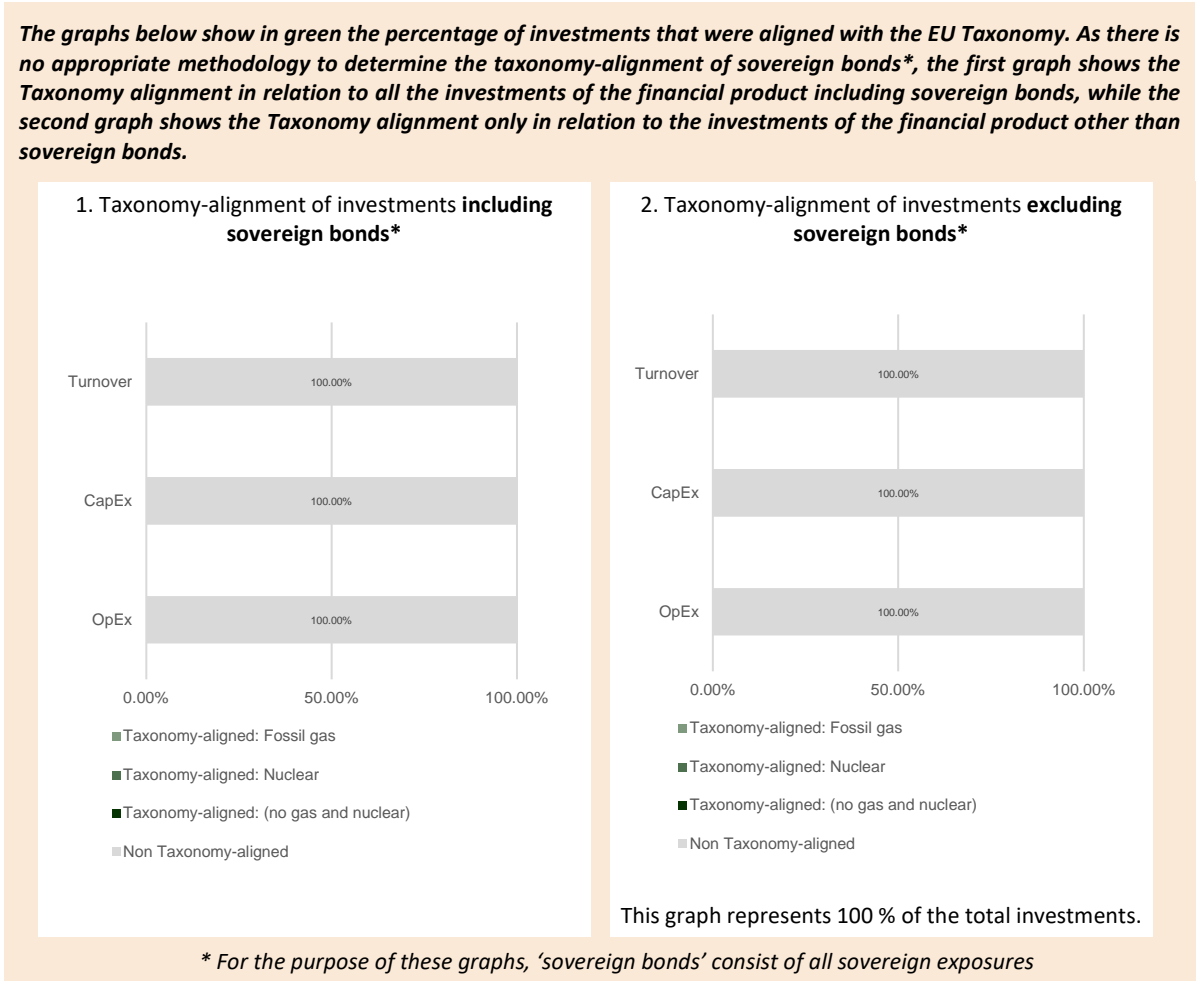 The graphs below show in green the percentage of investments that were aligned with the EU Taxonomy. As there is
no appropriate methodology to determine the taxonomy-alignment of sovereign bonds*, the first graph shows the
Taxonomy alignment in relation to all the investments of the financial product including sovereign bonds, while the
second graph shows the Taxonomy alignment only in relation to the investments of the financial product other than
sovereign bonds.
1. Taxonomy-alignment of investments including
sovereign bonds*
Turnover
100.00%
CapEx
100.00%
OpEx
100.00%
0.00% 50.00% 100.00%
Taxonomy-aligned: Fossil gas
Taxonomy-aligned: Nuclear
Taxonomy-aligned: (no gas and nuclear)
Non Taxonomy-aligned
2. Taxonomy-alignment of investments excluding
sovereign bonds*
Turnover
100.00%
CapEx
100.00%
OpEx
100.00%
0.00% 50.00% 100.00%
Taxonomy-aligned: Fossil gas
Taxonomy-aligned: Nuclear
Taxonomy-aligned: (no gas and nuclear)
Non Taxonomy-aligned
This graph represents 100 % of the total investments.
* For the purpose of these graphs, ‘sovereign bonds’ consist of all sovereign exposures